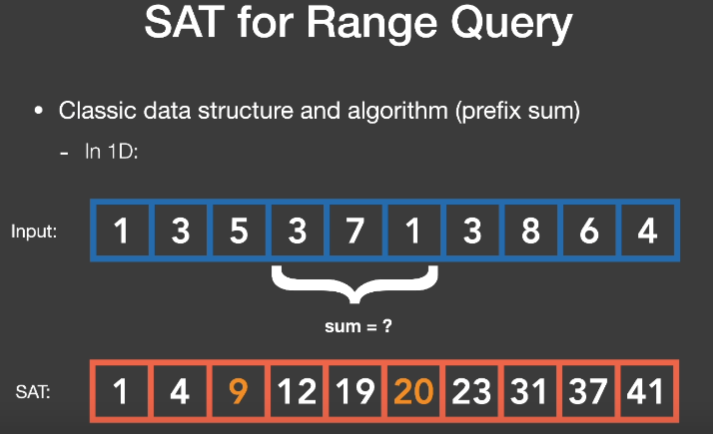 SAT for Range Query
• Classic data structure and algorithm (prefix sum)
- In 1D:
Input: 1 3 5 3 7 1 3 8 6 4
sum = ?
SAT: 1 4 9 12 19 20 23 31 37 41